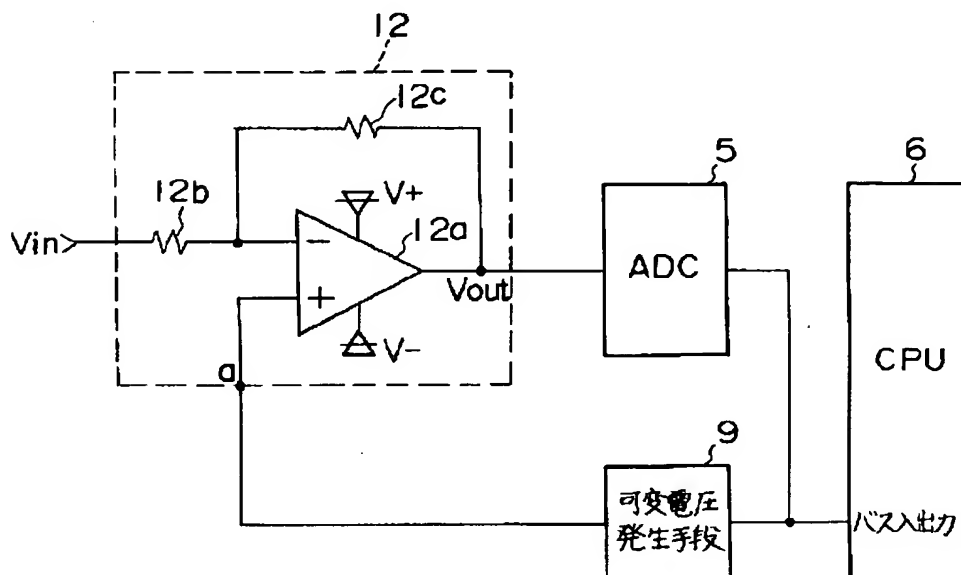 12
12c
12b
V+
12a
Vin
−
+
Vout
V-
a
5
ADC
6
CPU
9
可変電圧
発生手段
バス入出力